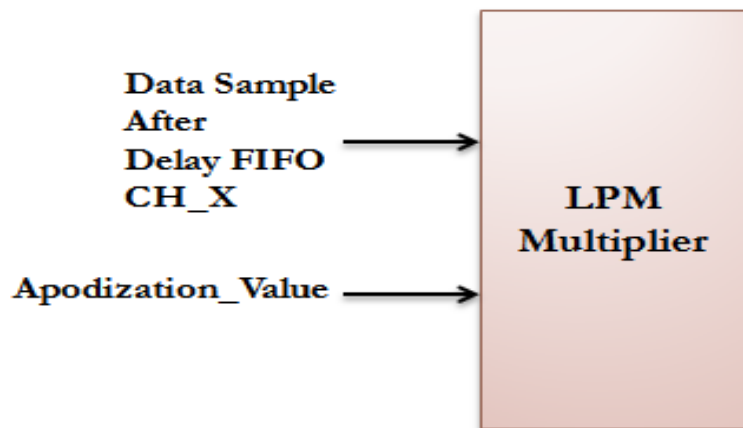 Data Sample
After
Delay FIFO
CH_X
Apodization_Value
LPM
Multiplier